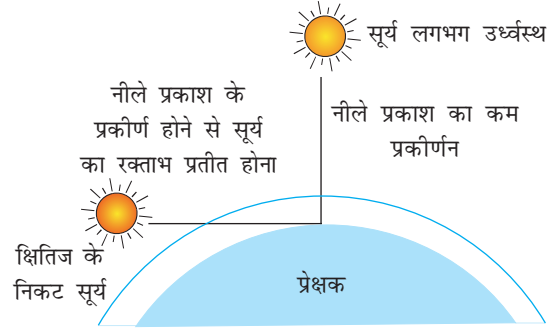 सूर्य लगभग उर्ध्वस्थ
नीले प्रकाश के
प्रकीर्ण होने से सूर्य
का रक्ताभ प्रतीत होना
नीले प्रकाश का कम
प्रकीर्णन
क्षितिज के
निकट सूर्य
प्रेक्षक